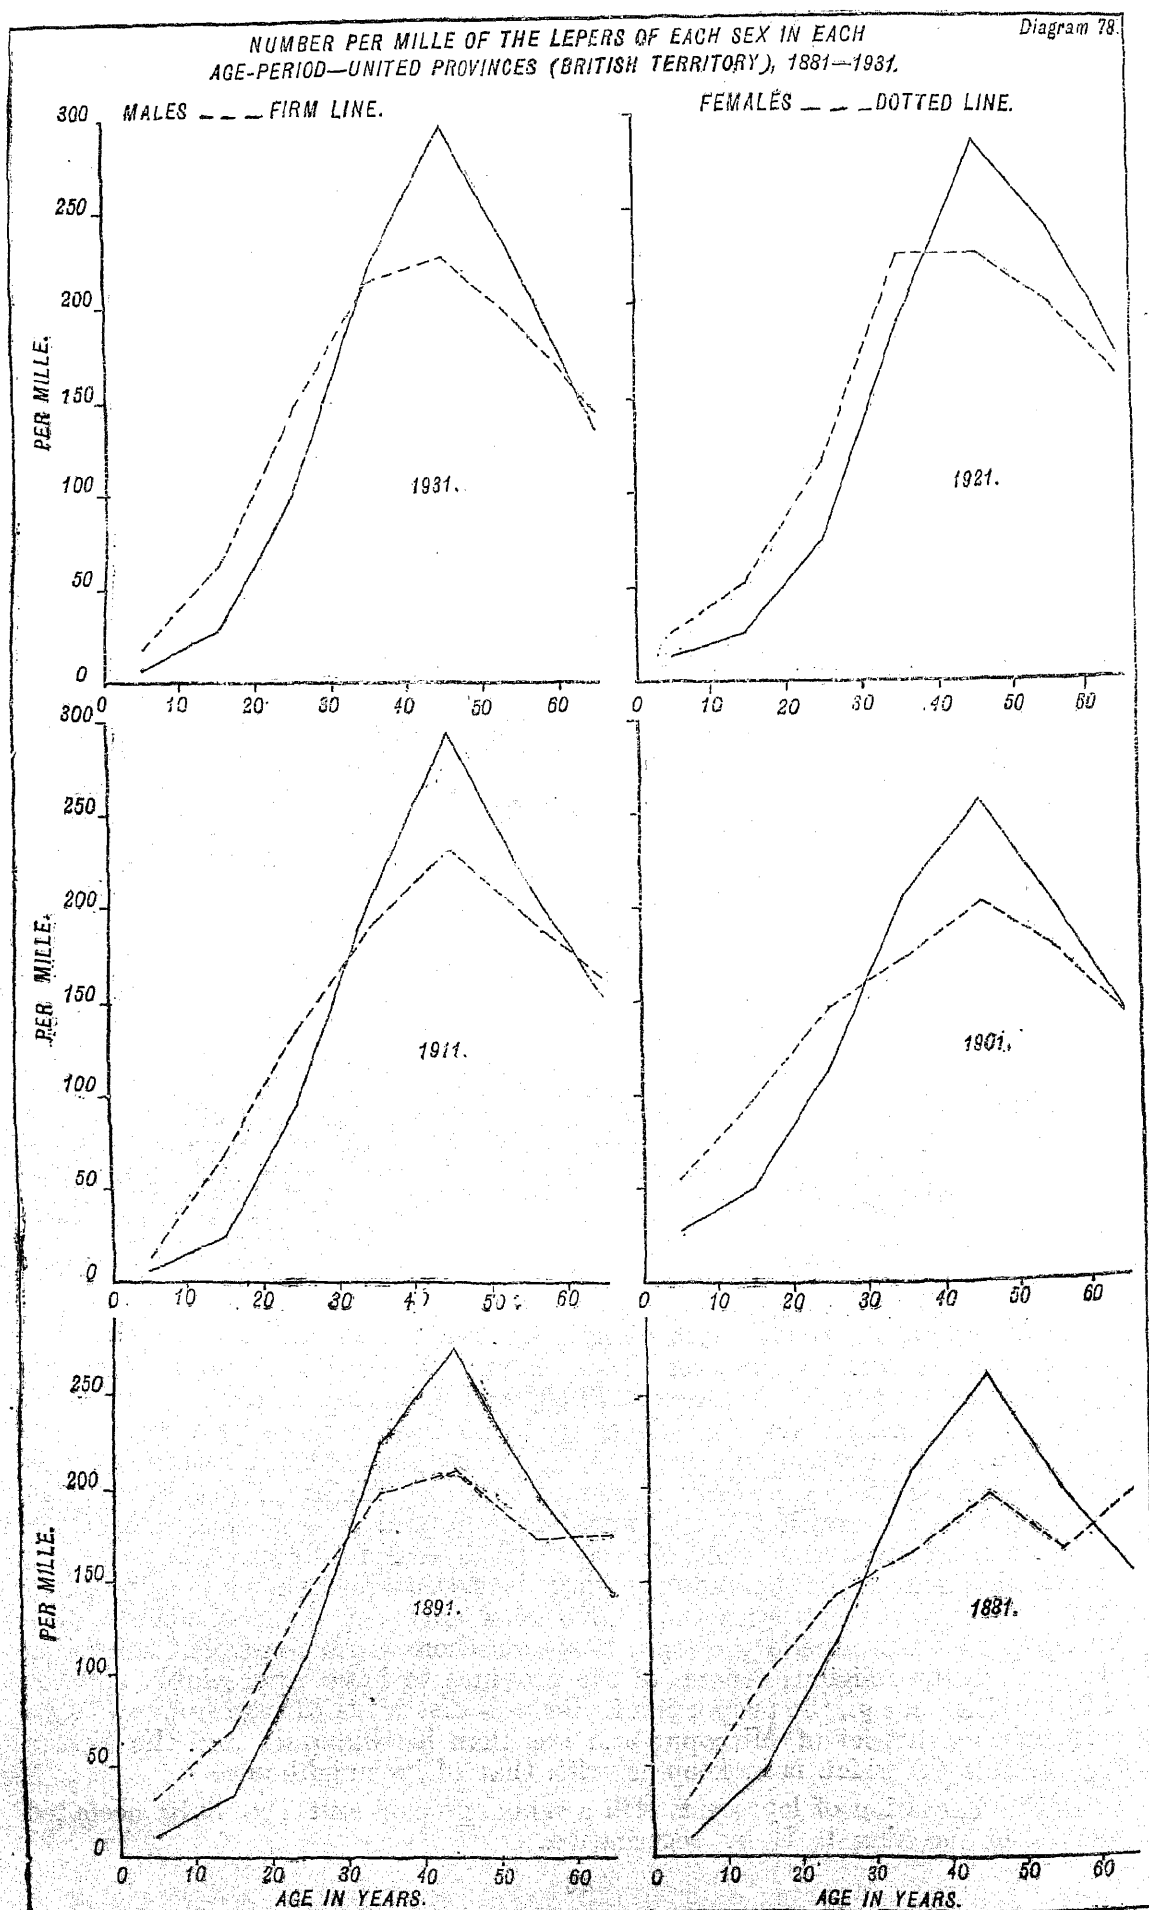 Diagram 78.
NUMBER PER MILLE OF THE LEPERS OF EACH SEX IN EACH
AGE-PERIOD—UNITED PROVINCES (BRITISH TERRITORY), 1881—1931.
MALES _ _ _ FIRM LINE.
FEMALES _ _ _ DOTTED LINE.
300
250
200
150
100
50
0
PER MILLE.
1931.
1921.
0 10 20 30 40 50 60
0 10 20 30 40 50 60
300
250
200
150
100
50
0
PER MILLE.
1911.
1901.
0 10 20 30 40 50 60
0 10 20 30 40 50 60
250
200
150
100
50
0
PER MILLE.
1891.
1881.
0 10 20 30 40 50 60
0 10 20 30 40 50 60
AGE IN YEARS.
AGE IN YEARS.